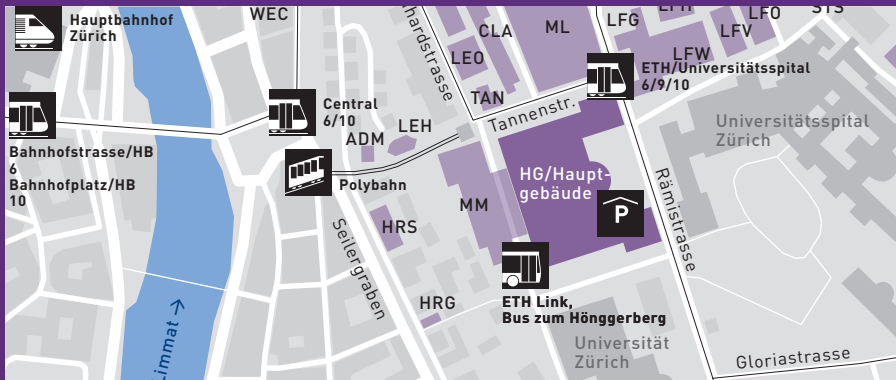 Hauptbahnhof
Zürich
WEC
CLA
ML
LFG
LFO
LFV
LEO
LFW
ETH/Universitätsspital
6/9/10
TAN
Tannenstr.
Central
6/10
ADM
LEH
Universitätsspital
Zürich
Bahnhofstrasse/HB
6
Bahnhofplatz/HB
10
Polybahn
HG/Haupt-
gebäude
P
MM
HRS
Rämistrasse
Seilergraben
HRG
ETH Link,
Bus zum Hönggerberg
Limmat →
Universität
Zürich
Gloriastrasse